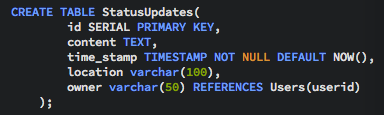 CREATE TABLE StatusUpdates(
id SERIAL PRIMARY KEY,
content TEXT,
time_stamp TIMESTAMP NOT NULL DEFAULT NOW(),
location varchar(100),
owner varchar(50) REFERENCES Users(userid)
);